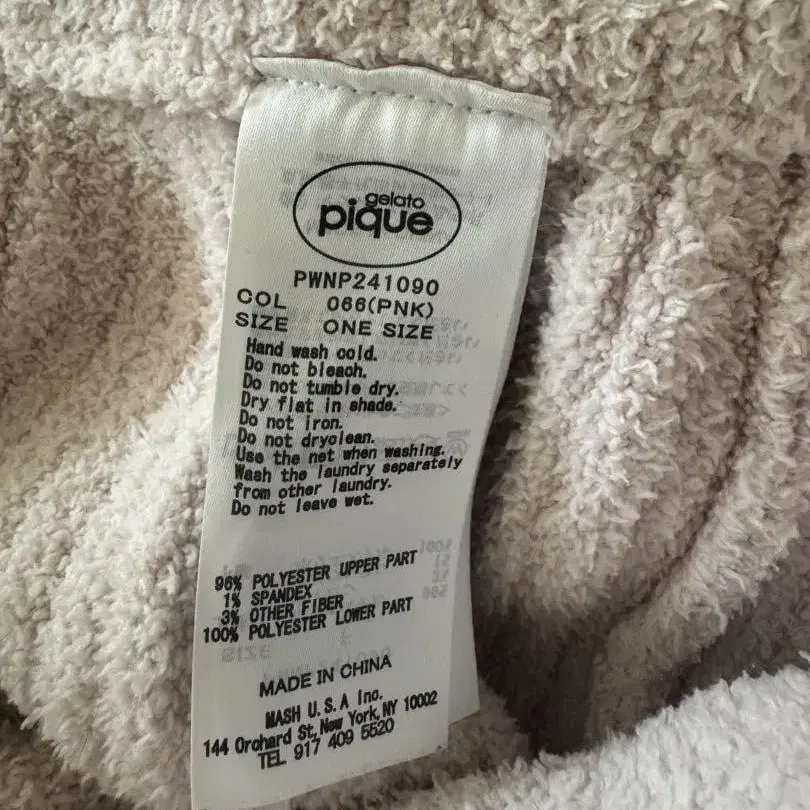 gelato
pique
PWNP241090
COL 066(PNK)
SIZE ONE SIZE
Hand wash cold.
Do not bleach.
Do not tumble dry.
Dry flat in shade.
Do not iron.
Do not dryclean.
Use the net when washing.
Wash the laundry separately
from other laundry.
Do not leave wet.
96% POLYESTER UPPER PART
1% SPANDEX
3% OTHER FIBER
100% POLYESTER LOWER PART
MADE IN CHINA
MASH U.S.A Inc.
144 Orchard St, New York, NY 10002
TEL 917 409 5520